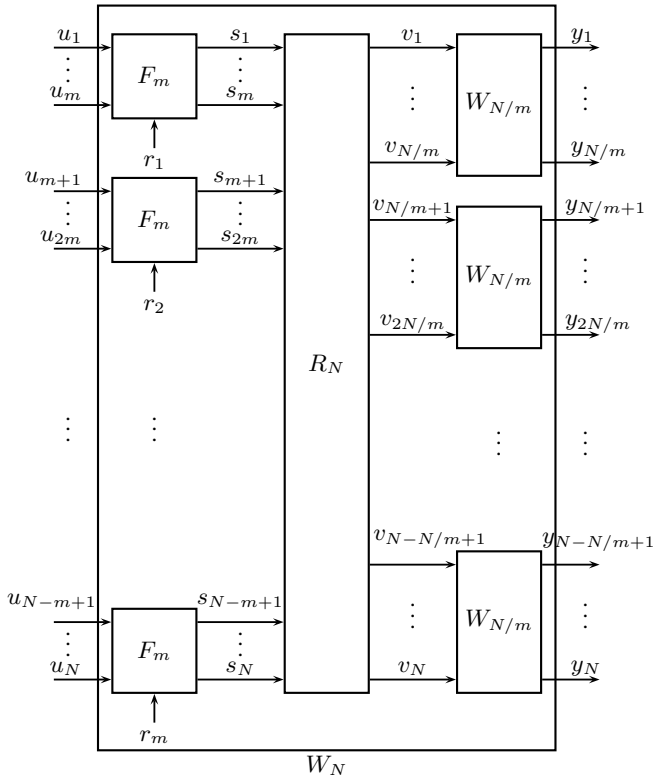 u_1 s_1 v_1 y_1
⋮ F_m ⋮ ⋮ W_{N/m} ⋮
u_m s_m
r_1 v_{N/m} y_{N/m}
u_{m+1} s_{m+1} v_{N/m+1} y_{N/m+1}
⋮ F_m ⋮
u_{2m} s_{2m} ⋮ W_{N/m} ⋮
r_2 v_{2N/m} y_{2N/m}
R_N
⋮ ⋮ ⋮ ⋮
v_{N-N/m+1} y_{N-N/m+1}
u_{N-m+1} s_{N-m+1} ⋮ W_{N/m} ⋮
⋮ F_m ⋮
u_N s_N v_N y_N
r_m
W_N